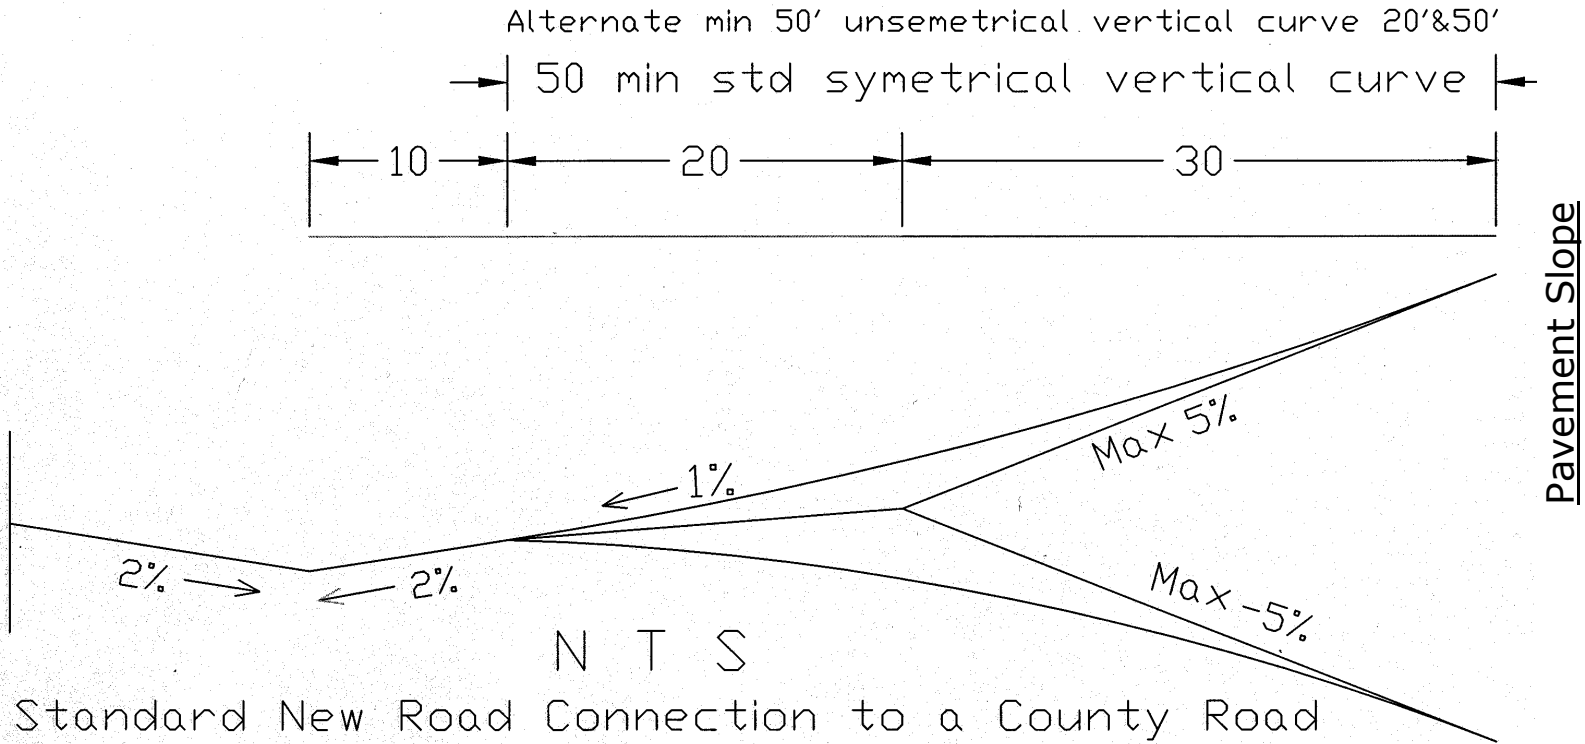 Alternate min 50' unsemetrical vertical curve 20'&50'
50 min std symetrical vertical curve
10
20
30
Pavement Slope
Max 5%
1%
2%
2%
Max -5%
N T S
Standard New Road Connection to a County Road